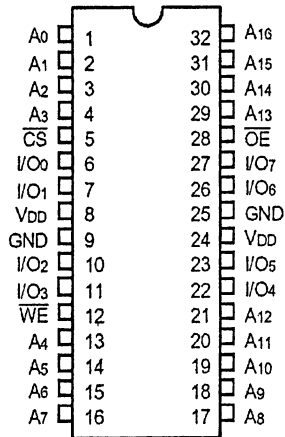 A0 1 32 A16
A1 2 31 A15
A2 3 30 A14
A3 4 29 A13
C̅S̅ 5 28 O̅E̅
I/O0 6 27 I/O7
I/O1 7 26 I/O6
VDD 8 25 GND
GND 9 24 VDD
I/O2 10 23 I/O5
I/O3 11 22 I/O4
W̅E̅ 12 21 A12
A4 13 20 A11
A5 14 19 A10
A6 15 18 A9
A7 16 17 A8